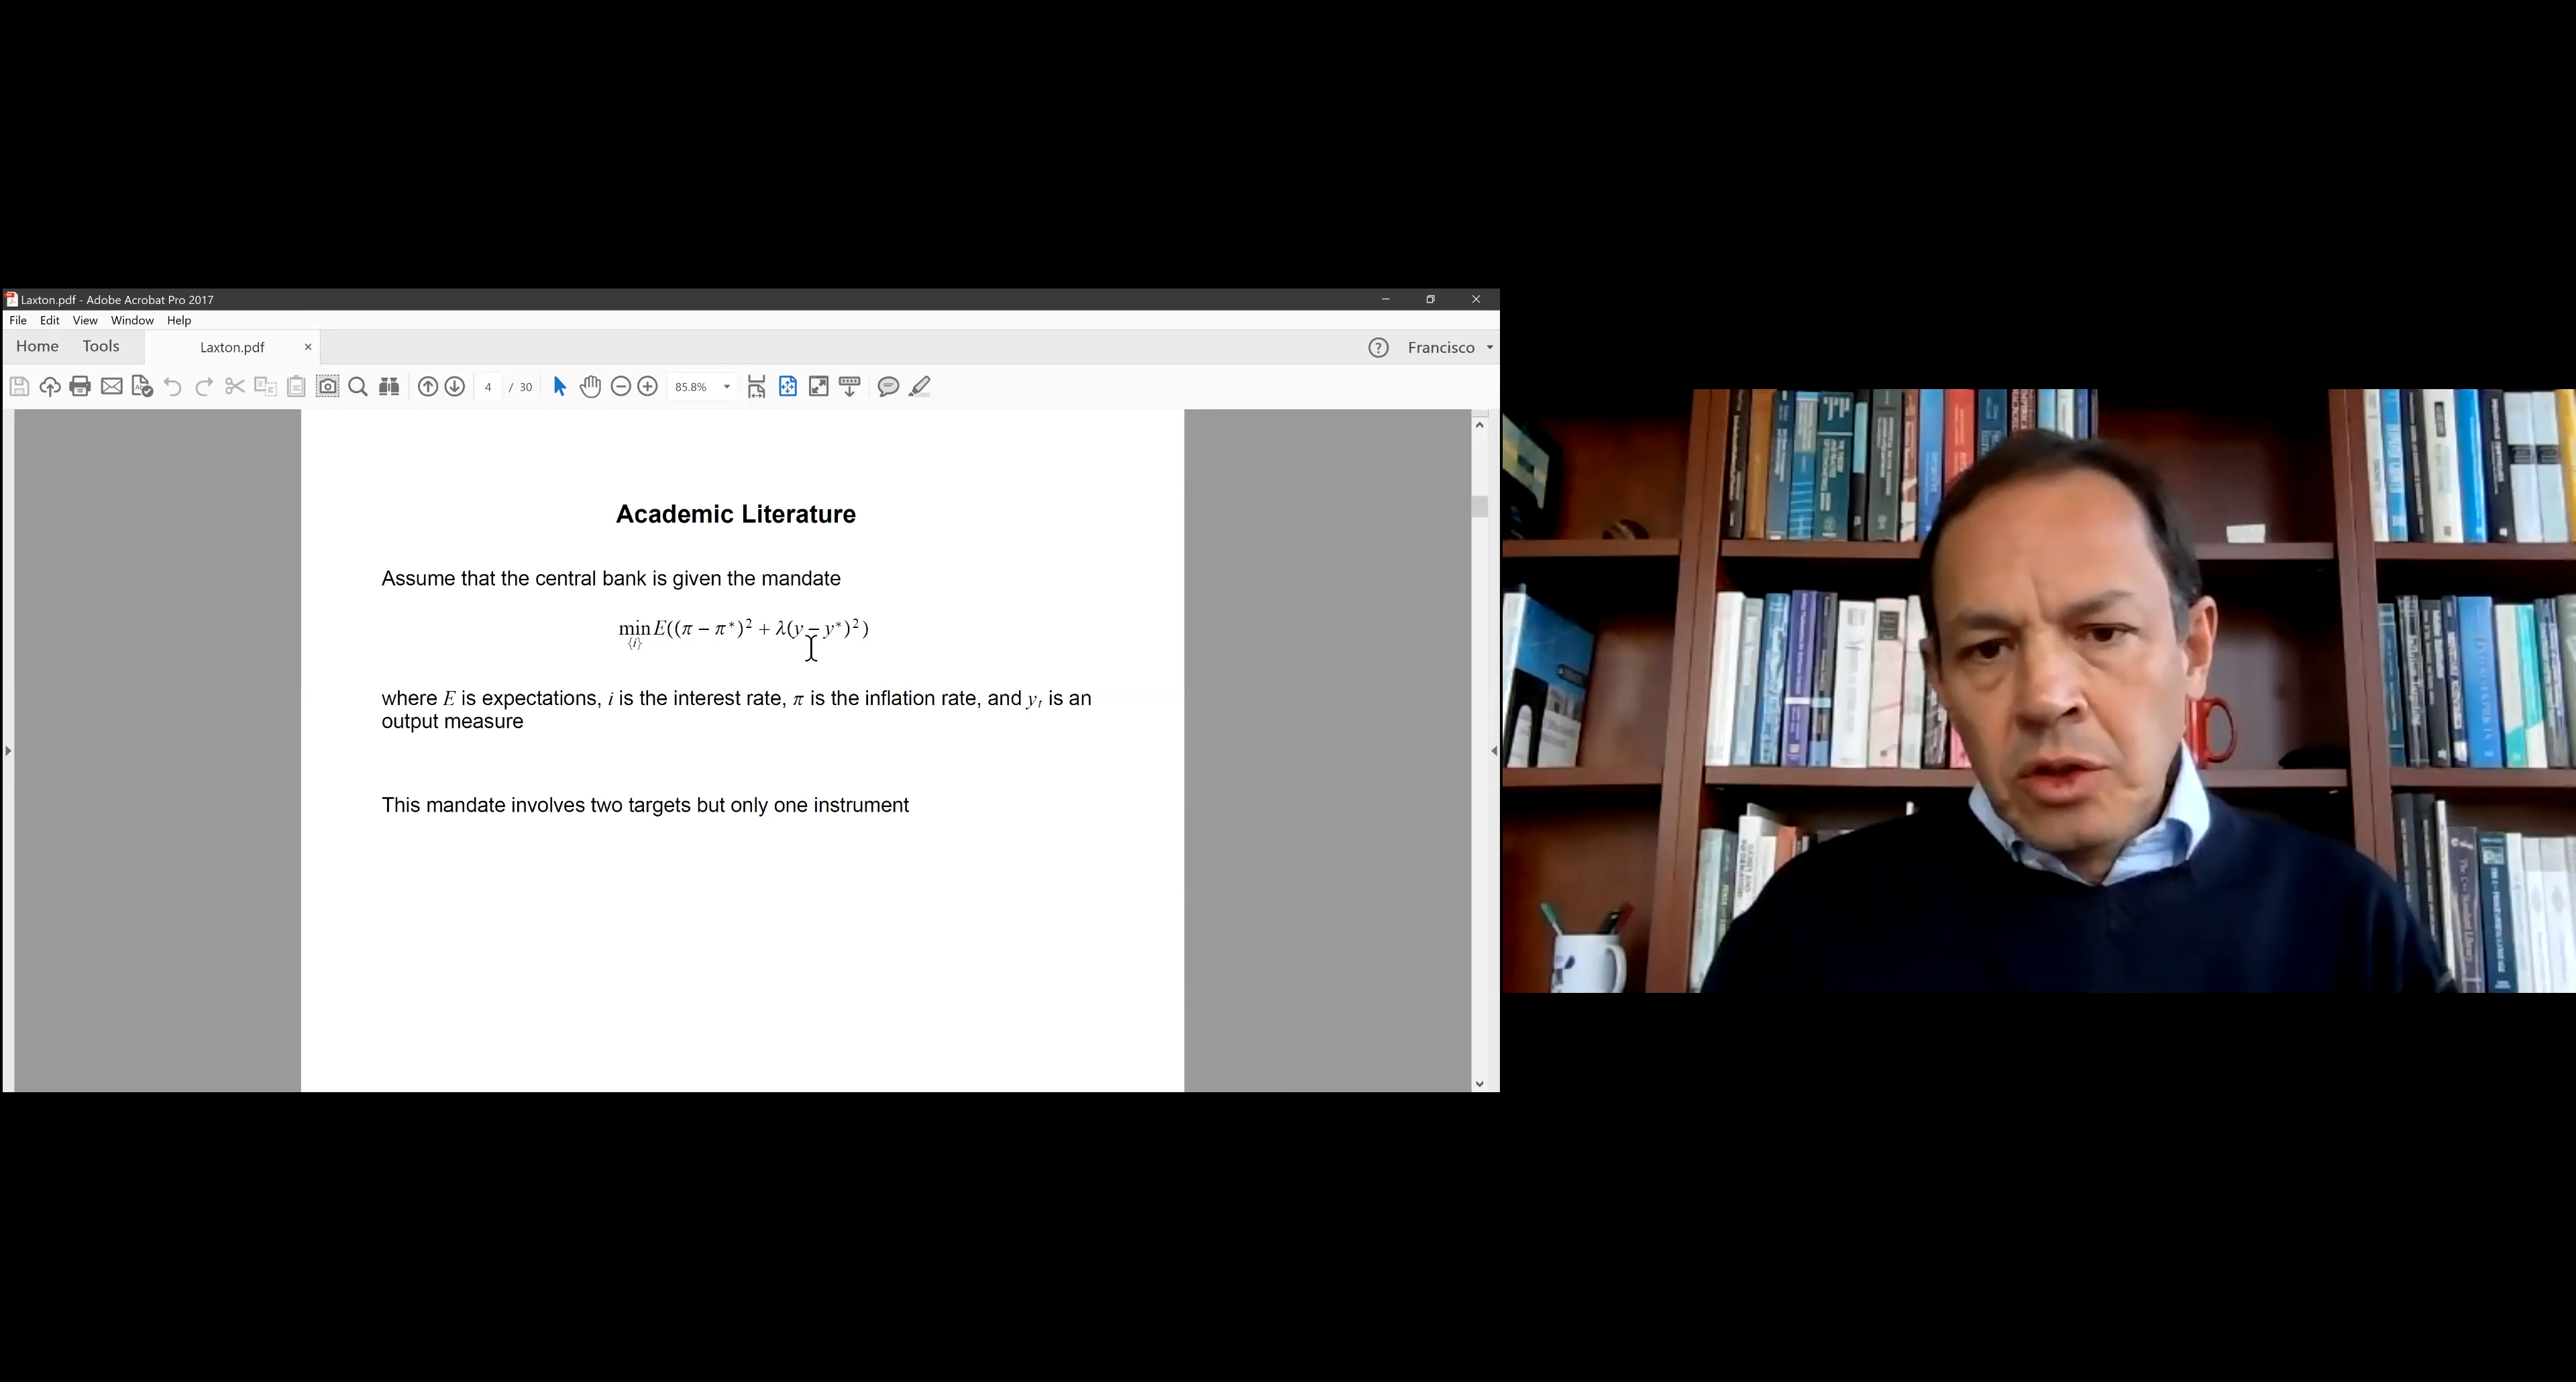 Laxton.pdf - Adobe Acrobat Pro 2017
File Edit View Window Help
Home Tools Laxton.pdf × ? Francisco
4 / 30 85.8%
Academic Literature
Assume that the central bank is given the mandate
min E((π − π*)² + λ(y − y*)²)
{i}
where E is expectations, i is the interest rate, π is the inflation rate, and yₜ is an
output measure
This mandate involves two targets but only one instrument